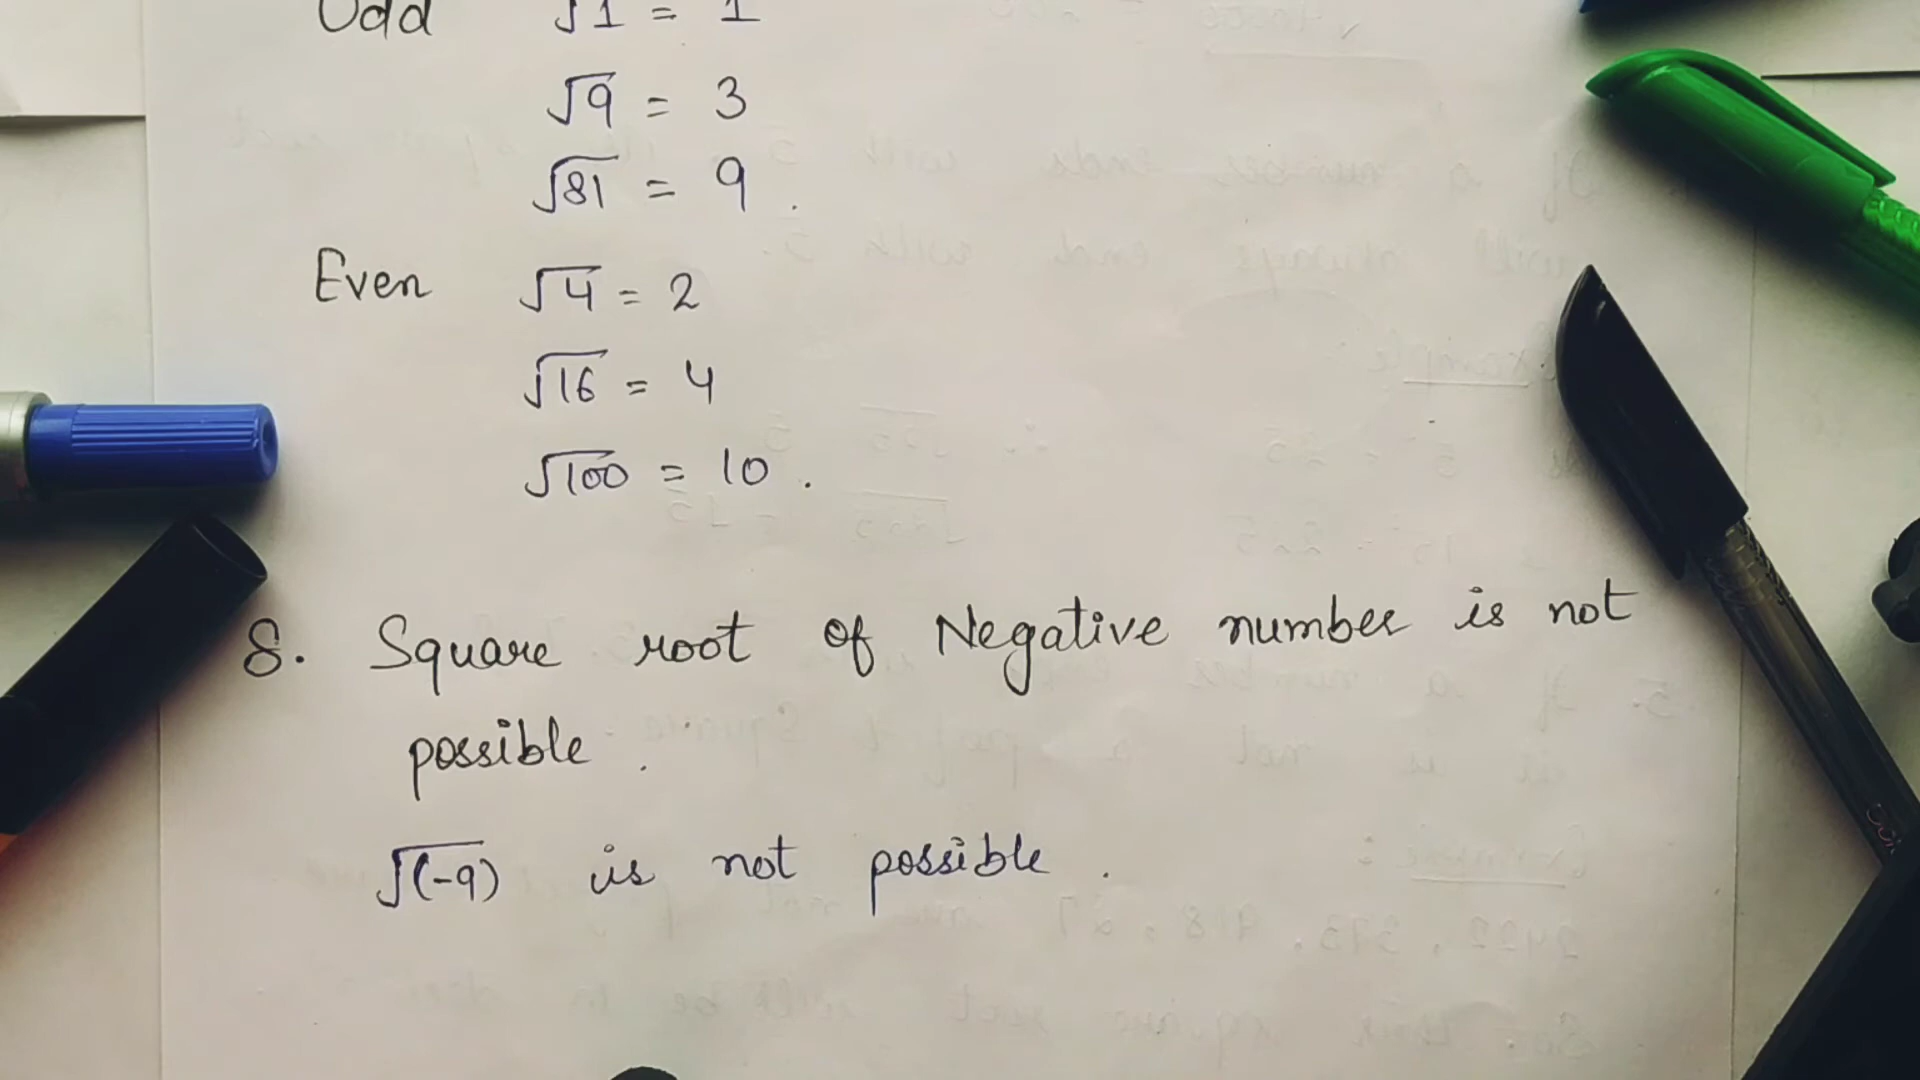 Odd √1 = 1
√9 = 3
√81 = 9.
Even √4 = 2
√16 = 4
√100 = 10.
8. Square root of Negative number is not
possible.
√(-9) is not possible.